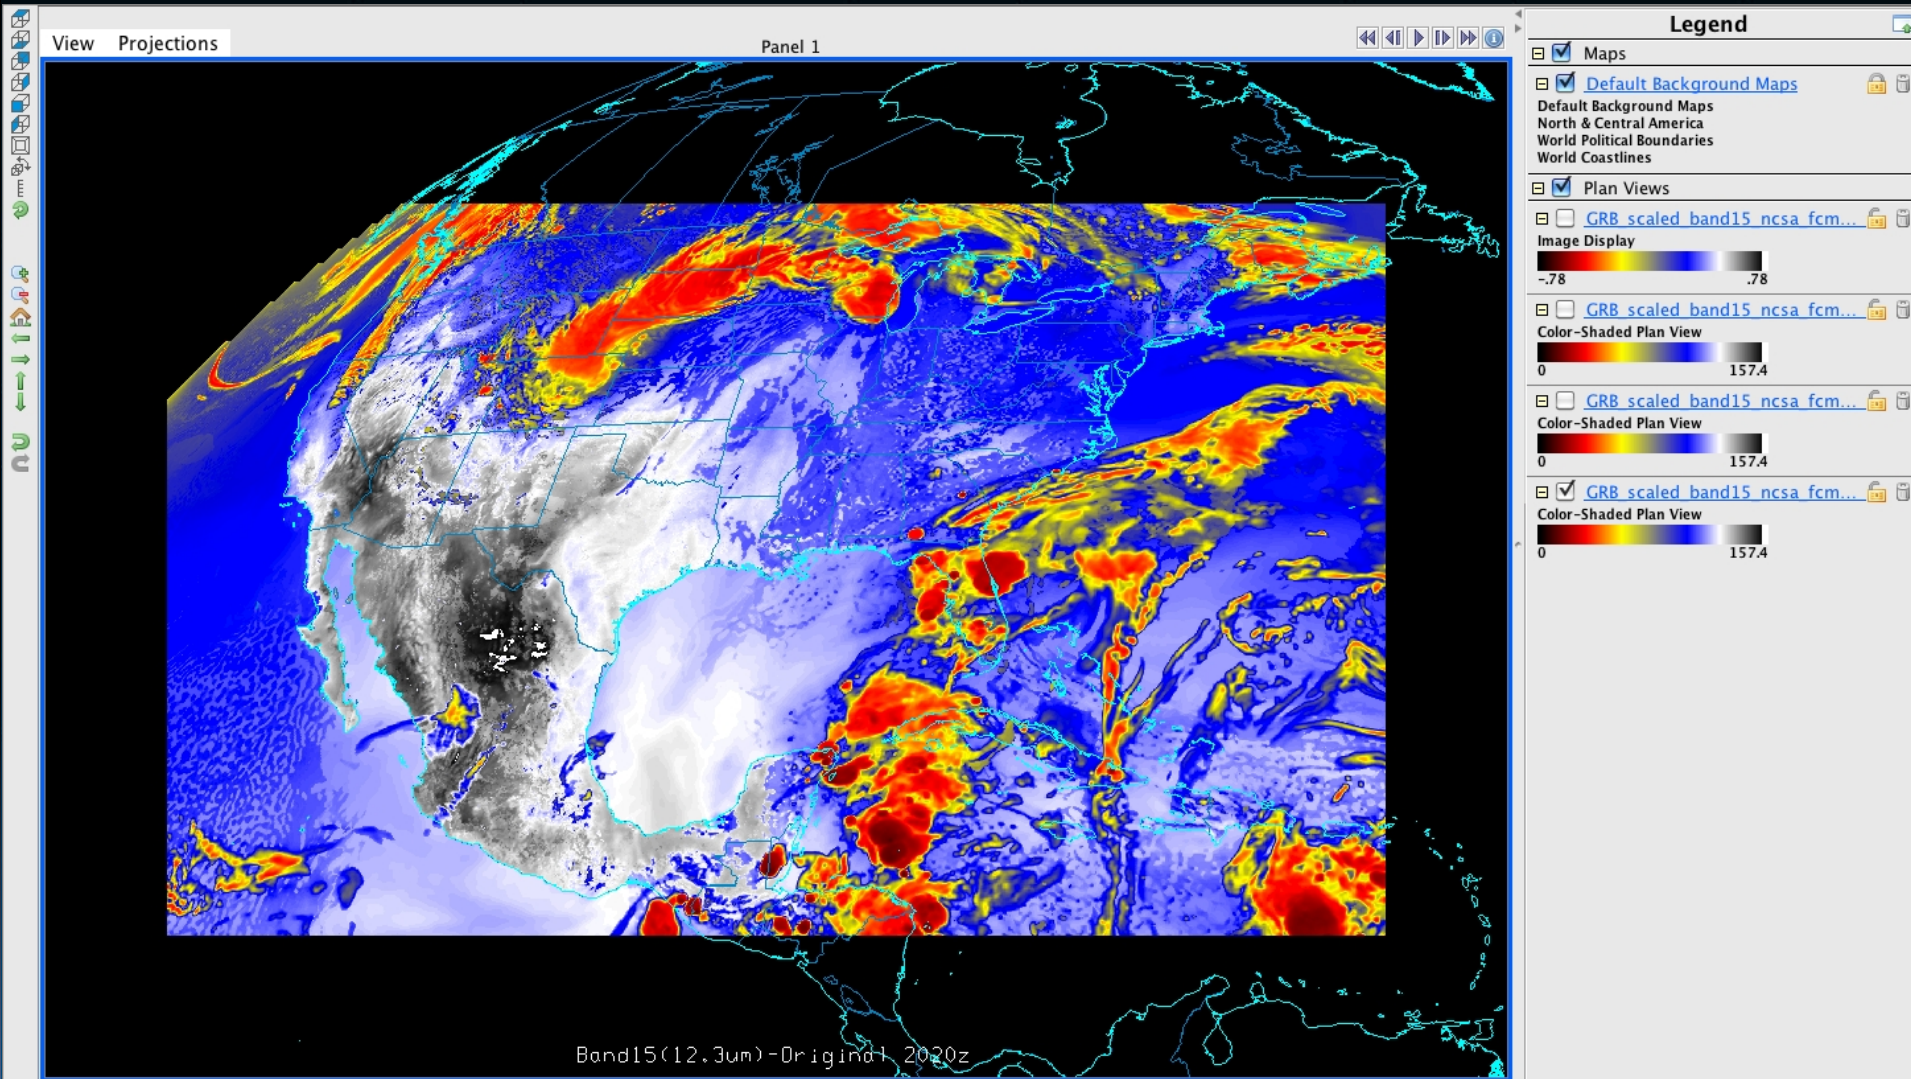 View Projections
Panel 1
Legend
Maps
Default Background Maps
Default Background Maps
North & Central America
World Political Boundaries
World Coastlines
Plan Views
GRB_scaled_band15_ncsa_fcm...
Image Display
-.78 .78
GRB_scaled_band15_ncsa_fcm...
Color-Shaded Plan View
0 157.4
GRB_scaled_band15_ncsa_fcm...
Color-Shaded Plan View
0 157.4
GRB_scaled_band15_ncsa_fcm...
Color-Shaded Plan View
0 157.4
Band15(12.3um)-Original 2020z